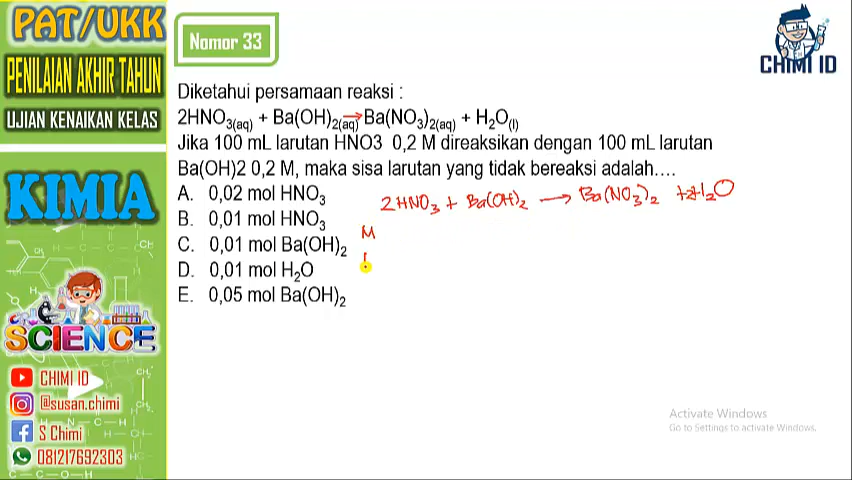 PAT/UKK
PENILAIAN AKHIR TAHUN
UJIAN KENAIKAN KELAS
KIMIA
SCIENCE
CHIMI ID
@susan.chimi
S Chimi
081217692303
Nomor 33
CHIMI ID
Diketahui persamaan reaksi :
2HNO3(aq) + Ba(OH)2(aq) → Ba(NO3)2(aq) + H2O(l)
Jika 100 mL larutan HNO3 0,2 M direaksikan dengan 100 mL larutan
Ba(OH)2 0,2 M, maka sisa larutan yang tidak bereaksi adalah....
A. 0,02 mol HNO3
B. 0,01 mol HNO3
C. 0,01 mol Ba(OH)2
D. 0,01 mol H2O
E. 0,05 mol Ba(OH)2
2HNO3 + Ba(OH)2 → Ba(NO3)2 + 2H2O
M
Activate Windows
Go to Settings to activate Windows.